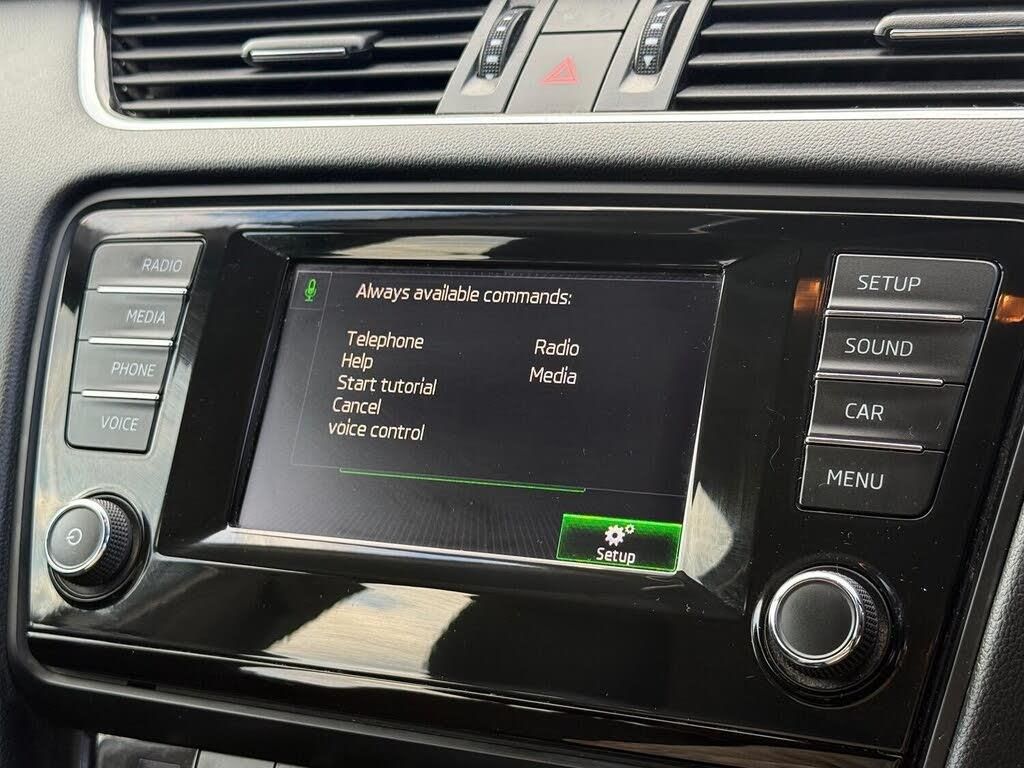 RADIO
MEDIA
PHONE
VOICE
Always available commands:
Telephone
Help
Start tutorial
Cancel
voice control
Radio
Media
Setup
SETUP
SOUND
CAR
MENU